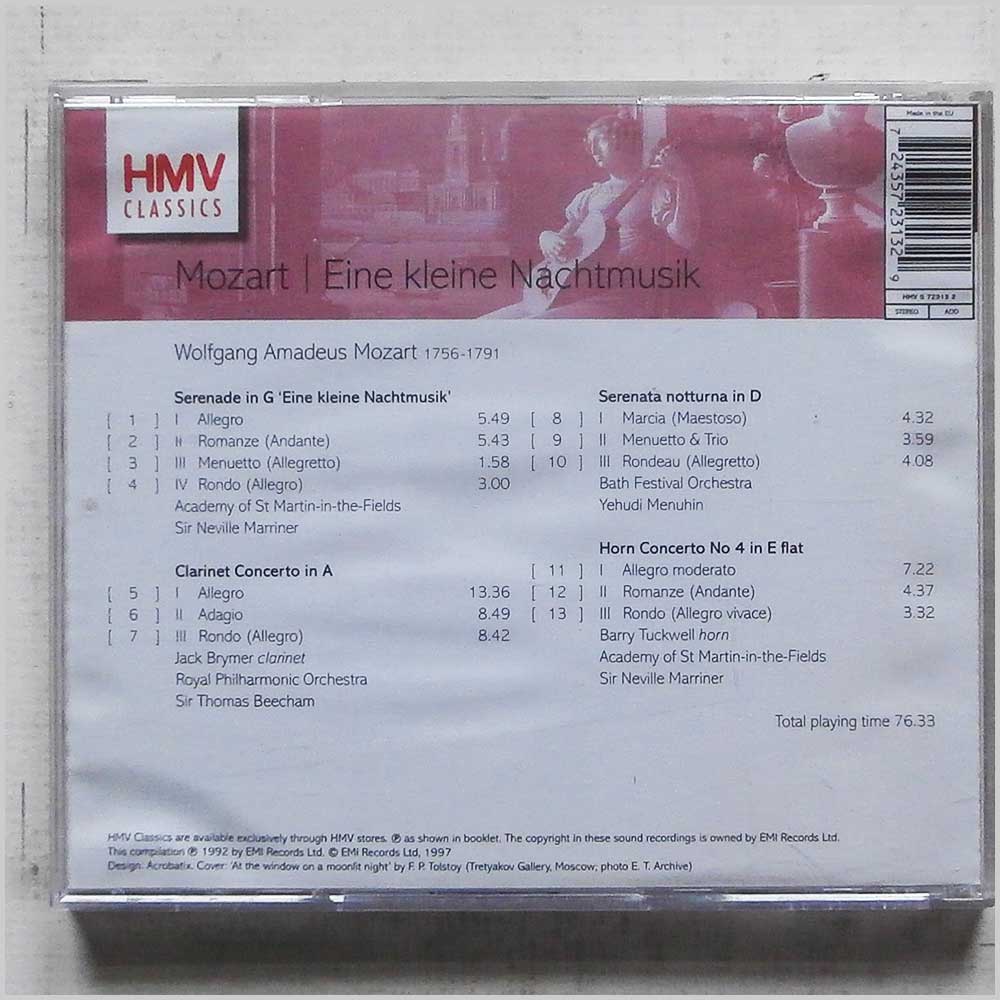 HMV
CLASSICS
Mozart | Eine kleine Nachtmusik
Made in the EU
7 24357 23132 9
HMV 5 72313 2
STEREO ADD
Wolfgang Amadeus Mozart 1756-1791
Serenade in G 'Eine kleine Nachtmusik'
[ 1 ] I Allegro 5.49
[ 2 ] II Romanze (Andante) 5.43
[ 3 ] III Menuetto (Allegretto) 1.58
[ 4 ] IV Rondo (Allegro) 3.00
Academy of St Martin-in-the-Fields
Sir Neville Marriner
Clarinet Concerto in A
[ 5 ] I Allegro 13.36
[ 6 ] II Adagio 8.49
[ 7 ] III Rondo (Allegro) 8.42
Jack Brymer clarinet
Royal Philharmonic Orchestra
Sir Thomas Beecham
Serenata notturna in D
[ 8 ] I Marcia (Maestoso) 4.32
[ 9 ] II Menuetto & Trio 3.59
[ 10 ] III Rondeau (Allegretto) 4.08
Bath Festival Orchestra
Yehudi Menuhin
Horn Concerto No 4 in E flat
[ 11 ] I Allegro moderato 7.22
[ 12 ] II Romanze (Andante) 4.37
[ 13 ] III Rondo (Allegro vivace) 3.32
Barry Tuckwell horn
Academy of St Martin-in-the-Fields
Sir Neville Marriner
Total playing time 76.33
HMV Classics are available exclusively through HMV stores. ℗ as shown in booklet. The copyright in these sound recordings is owned by EMI Records Ltd.
This compilation ℗ 1992 by EMI Records Ltd. © EMI Records Ltd, 1997
Design: Acrobatix. Cover: 'At the window on a moonlit night' by F. P. Tolstoy (Tretyakov Gallery, Moscow; photo E. T. Archive)